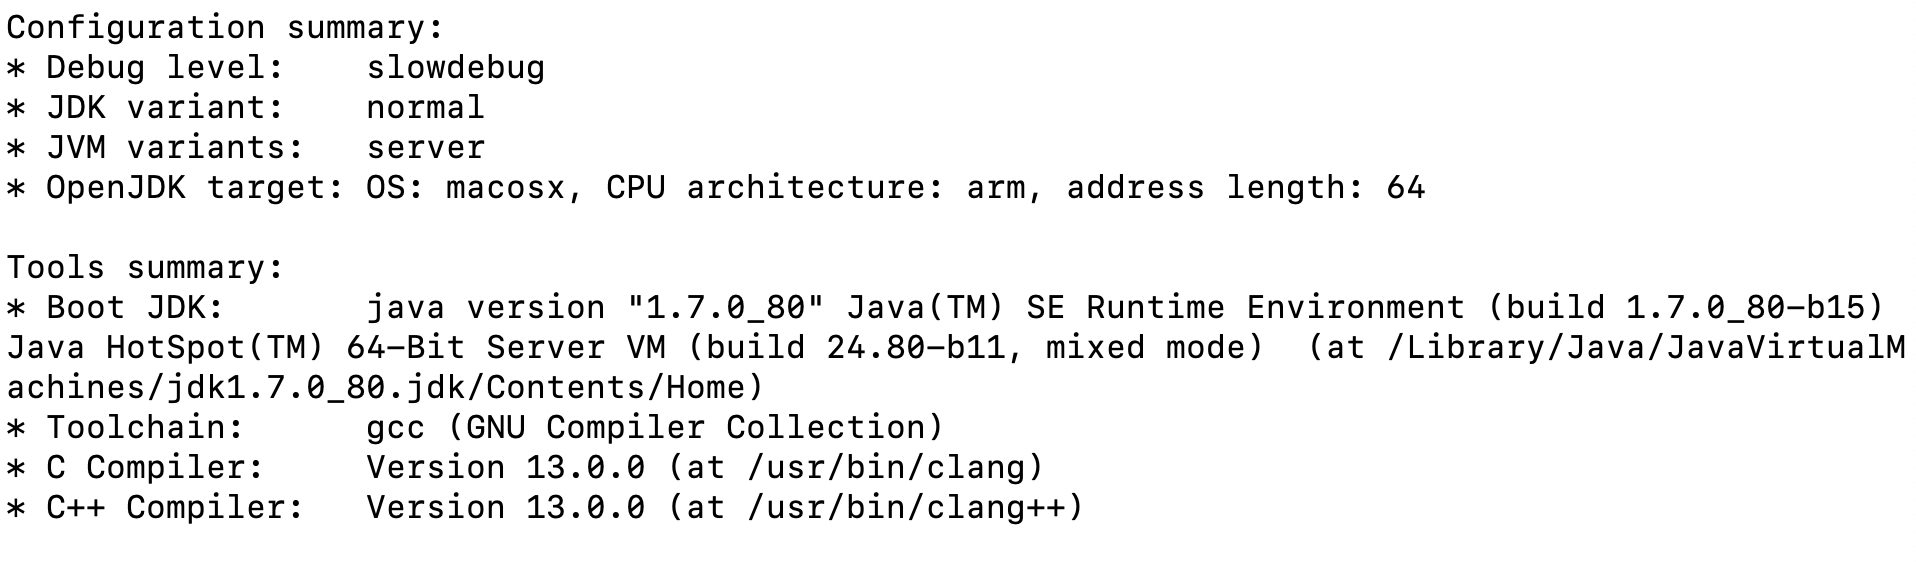 Configuration summary:
* Debug level:    slowdebug
* JDK variant:    normal
* JVM variants:   server
* OpenJDK target: OS: macosx, CPU architecture: arm, address length: 64

Tools summary:
* Boot JDK:       java version "1.7.0_80" Java(TM) SE Runtime Environment (build 1.7.0_80-b15)
Java HotSpot(TM) 64-Bit Server VM (build 24.80-b11, mixed mode)  (at /Library/Java/JavaVirtualM
achines/jdk1.7.0_80.jdk/Contents/Home)
* Toolchain:      gcc (GNU Compiler Collection)
* C Compiler:     Version 13.0.0 (at /usr/bin/clang)
* C++ Compiler:   Version 13.0.0 (at /usr/bin/clang++)